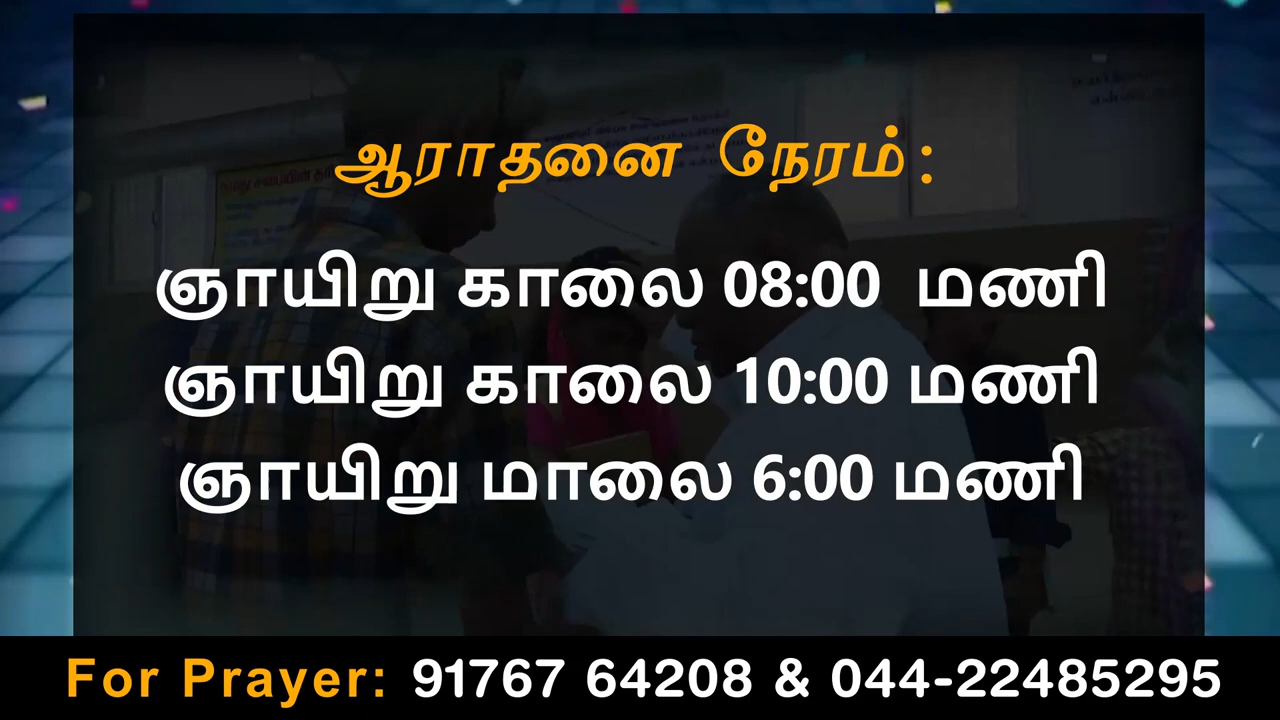 ஆராதனை நேரம்:
ஞாயிறு காலை 08:00 மணி
ஞாயிறு காலை 10:00 மணி
ஞாயிறு மாலை 6:00 மணி
For Prayer: 91767 64208 & 044-22485295